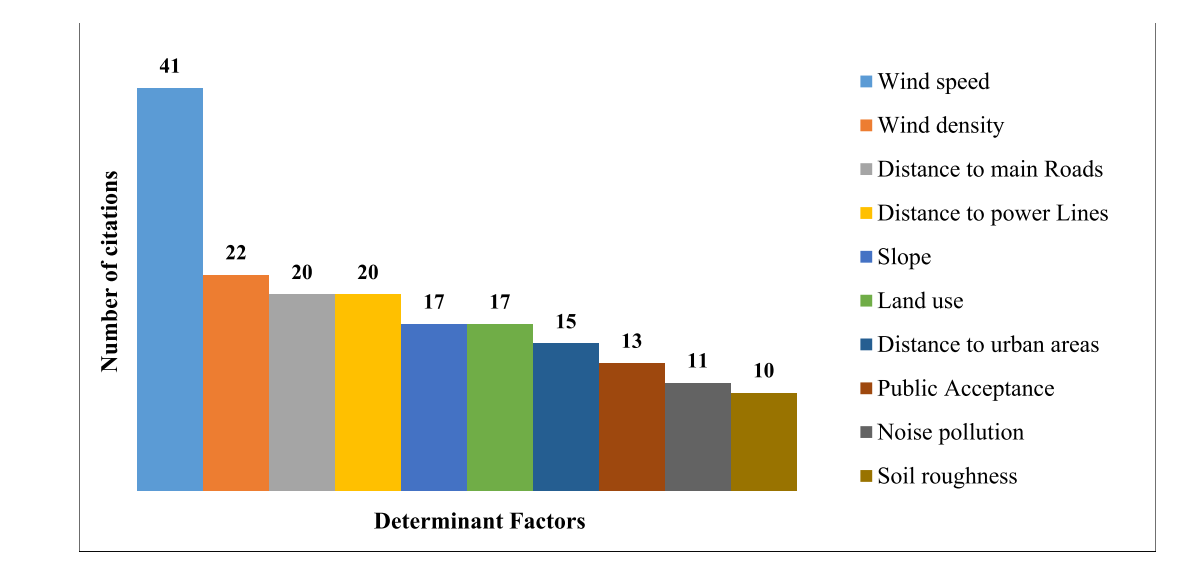 41
22
20
20
17
17
15
13
11
10
Number of citations
Determinant Factors
Wind speed
Wind density
Distance to main Roads
Distance to power Lines
Slope
Land use
Distance to urban areas
Public Acceptance
Noise pollution
Soil roughness